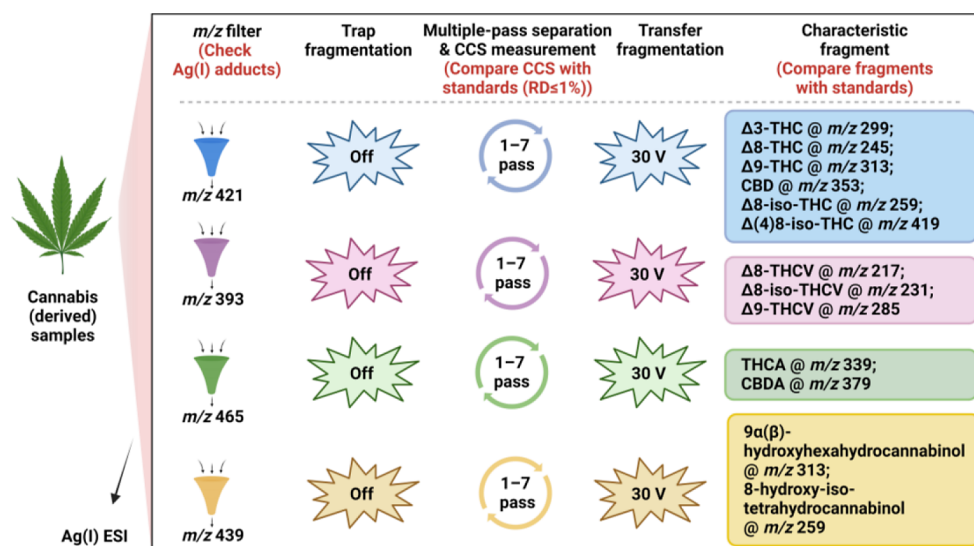 m/z filter
(Check
Ag(I) adducts)
Trap
fragmentation
Multiple-pass separation
& CCS measurement
(Compare CCS with
standards (RD≤1%))
Transfer
fragmentation
Characteristic
fragment
(Compare fragments
with standards)
Cannabis
(derived)
samples
Ag(I) ESI
m/z 421
Off
1–7
pass
30 V
Δ3-THC @ m/z 299;
Δ8-THC @ m/z 245;
Δ9-THC @ m/z 313;
CBD @ m/z 353;
Δ8-iso-THC @ m/z 259;
Δ(4)8-iso-THC @ m/z 419
m/z 393
Off
1–7
pass
30 V
Δ8-THCV @ m/z 217;
Δ8-iso-THCV @ m/z 231;
Δ9-THCV @ m/z 285
m/z 465
Off
1–7
pass
30 V
THCA @ m/z 339;
CBDA @ m/z 379
m/z 439
Off
1–7
pass
30 V
9α(β)-
hydroxyhexahydrocannabinol
@ m/z 313;
8-hydroxy-iso-
tetrahydrocannabinol
@ m/z 259